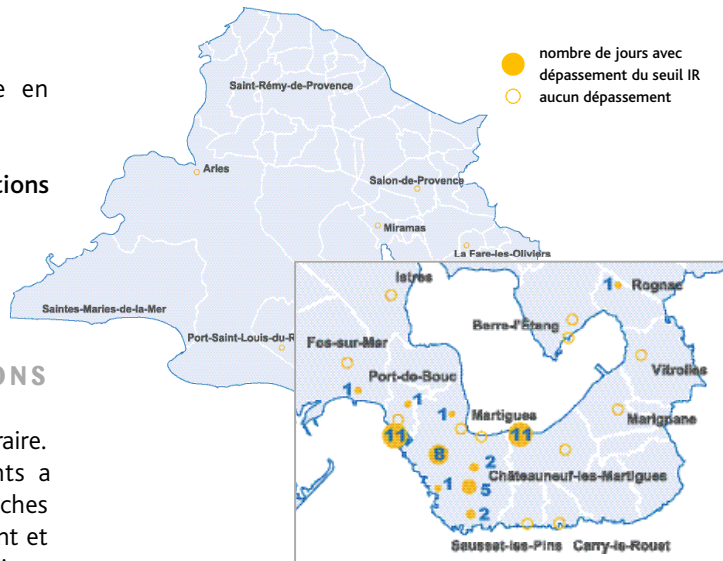 e en
tions
ONS
raire.
nts a
ches
nt et
nombre de jours avec
dépassement du seuil IR
aucun dépassement
Saint-Rémy-de-Provence
Arles
Salon-de-Provence
Miramas
La Fare-les-Oliviers
Saintes-Maries-de-la-Mer
Port-Saint-Louis-du-R
Istres
1 Rognac
Berre-l'Étang
Fos-sur-Mer
Vitrolles
Port-de-Bouc
1
1
1
Martigues
Marignane
11
11
8
2
Châteauneuf-les-Martigues
1
5
2
Sausset-les-Pins Carry-le-Rouet